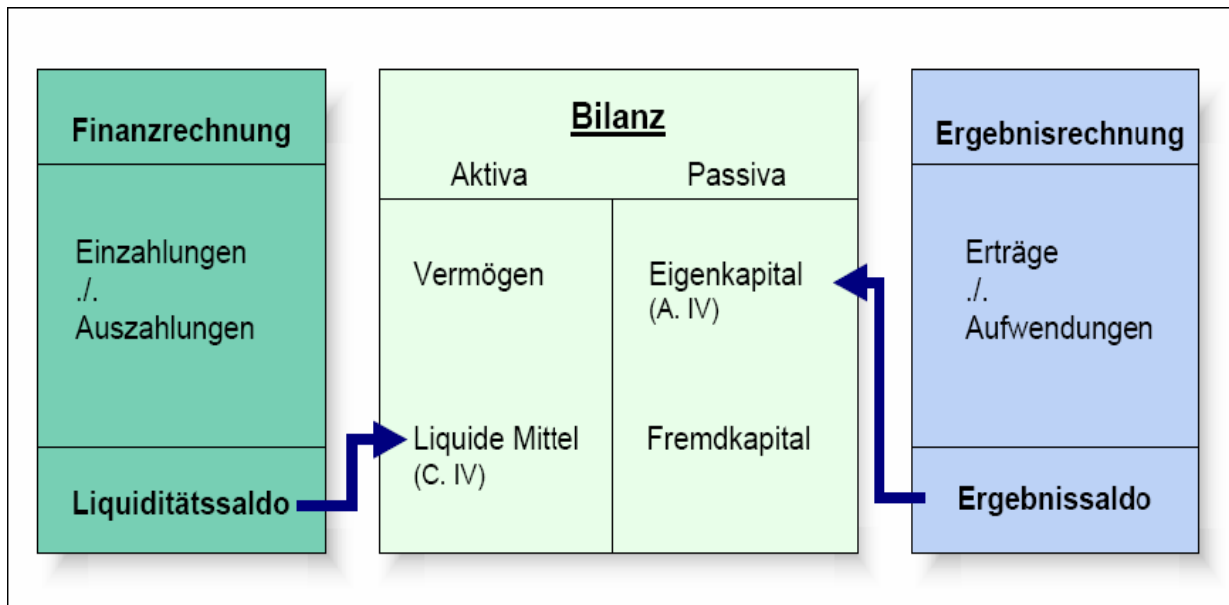 Finanzrechnung
Einzahlungen
./.
Auszahlungen
Liquiditätssaldo
Bilanz
Aktiva
Passiva
Vermögen
Liquide Mittel
(C. IV)
Eigenkapital
(A. IV)
Fremdkapital
Ergebnisrechnung
Erträge
./.
Aufwendungen
Ergebnissaldo